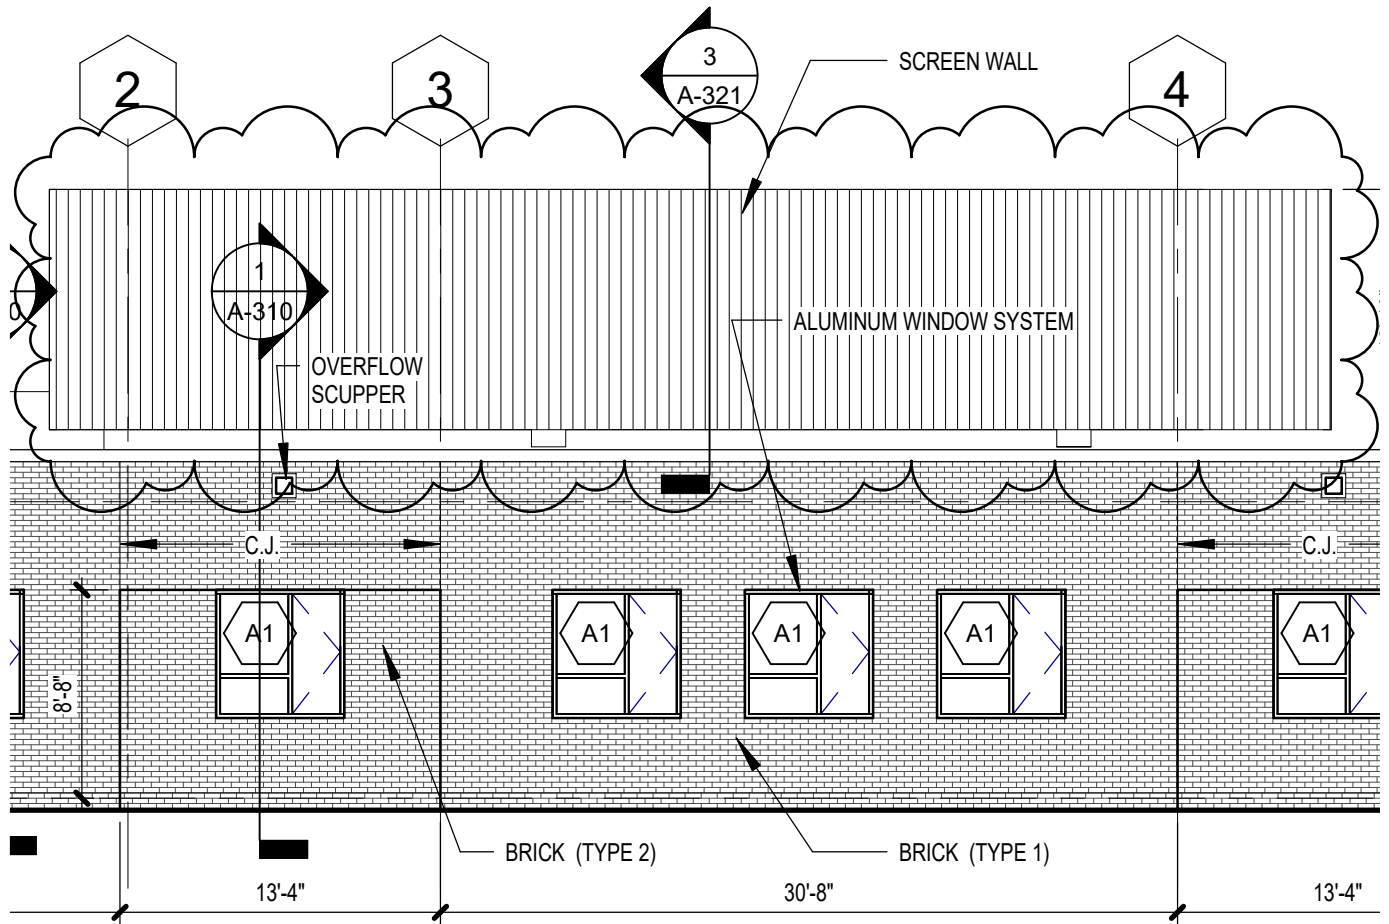 2
3
3
A-321
4
SCREEN WALL
1
A-310
0
ALUMINUM WINDOW SYSTEM
OVERFLOW
SCUPPER
C.J.
C.J.
A1
A1
A1
A1
A1
8'-8"
BRICK (TYPE 2)
BRICK (TYPE 1)
13'-4"
30'-8"
13'-4"